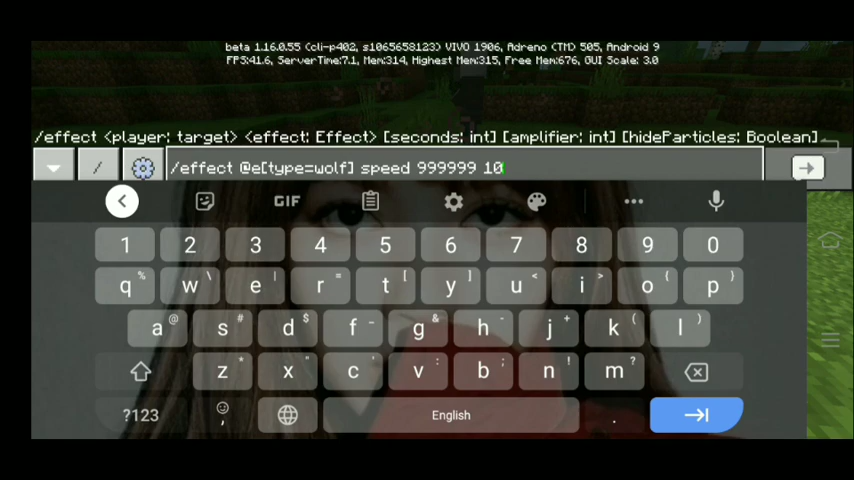 beta 1.16.0.55 (cli-p402, s1065658123) VIVO 1906, Adreno (TM) 505, Android 9
FPS:41.6, ServerTime:7.1, Mem:314, Highest Mem:315, Free Mem:676, GUI Scale: 3.0
/effect <player: target> <effect: Effect> [seconds: int] [amplifier: int] [hideParticles: Boolean]
/ /effect @e[type=wolf] speed 999999 10
GIF
1 2 3 4 5 6 7 8 9 0
q % w \ e | r = t [ y ] u < i > o { p }
a @ s # d $ f _ g & h - j + k ( l )
z * x " c ' v : b ; n ! m ?
?123 , English .